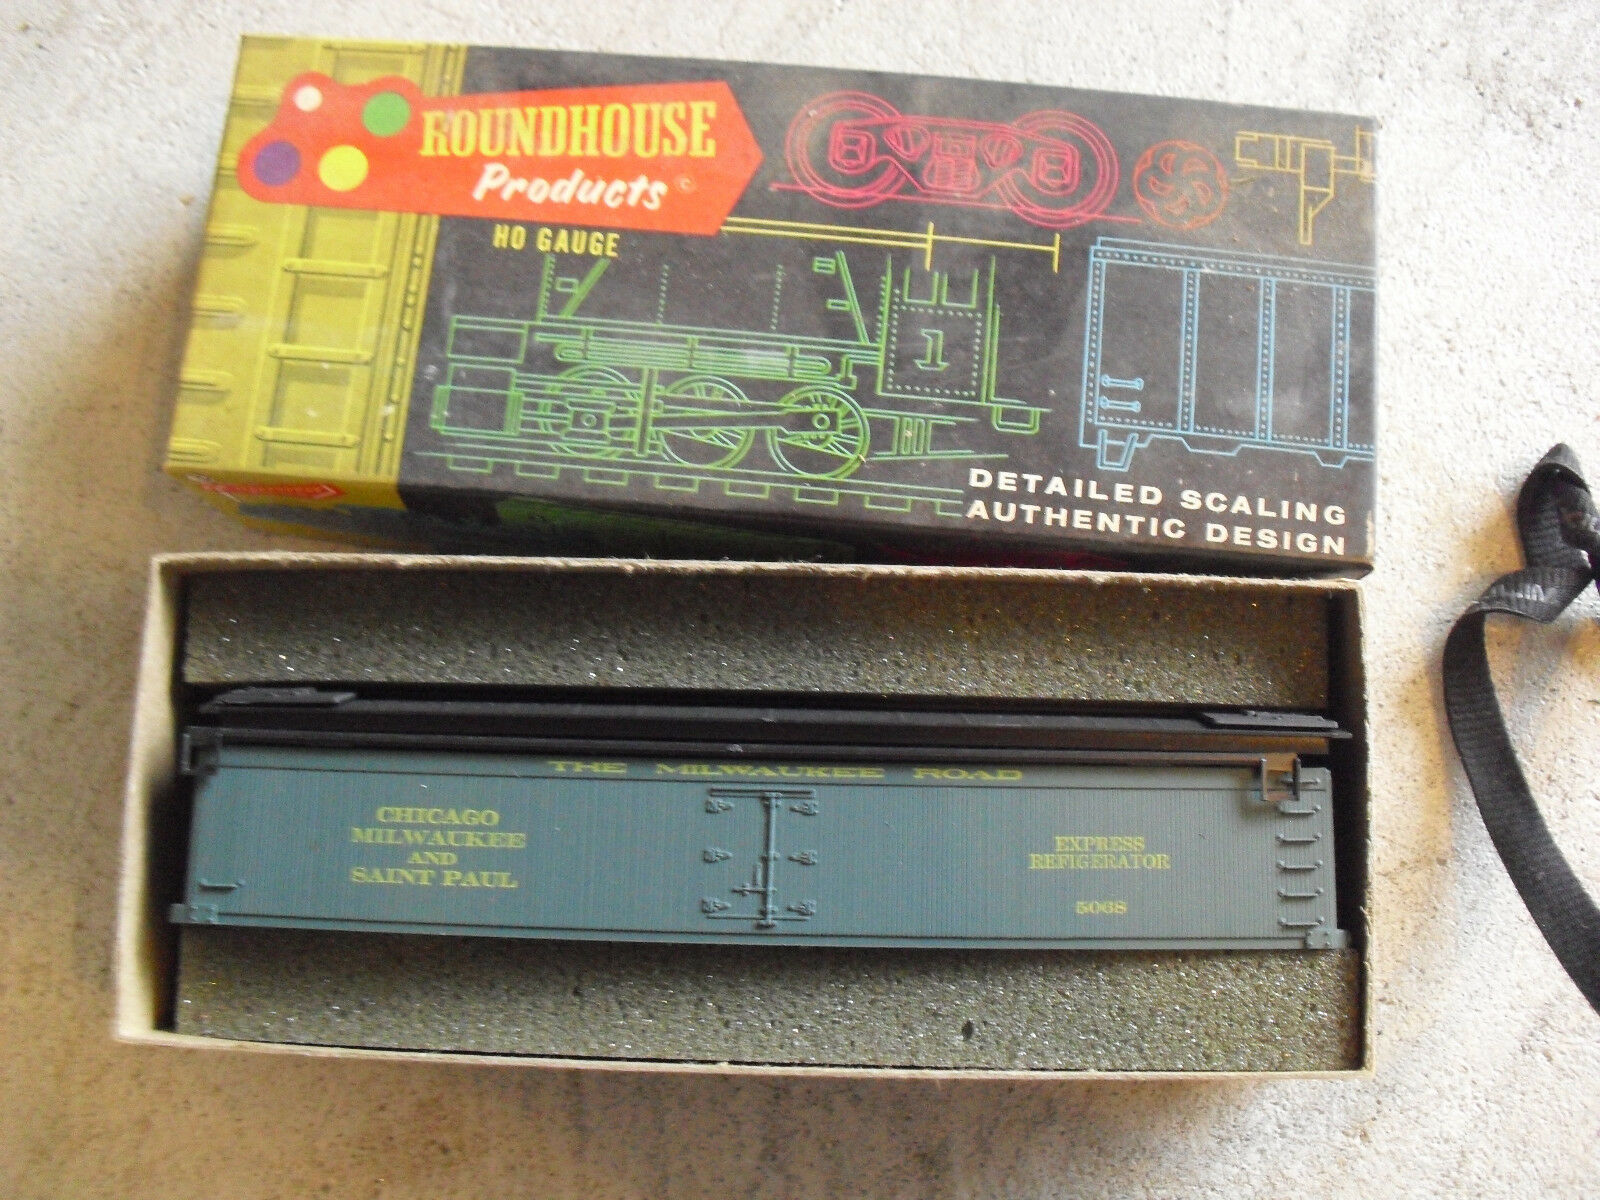 ROUNDHOUSE
Products ©
HO GAUGE
1
DETAILED SCALING
AUTHENTIC DESIGN
THE MILWAUKEE ROAD
CHICAGO
MILWAUKEE
AND
SAINT PAUL
EXPRESS
REFIGERATOR
5068